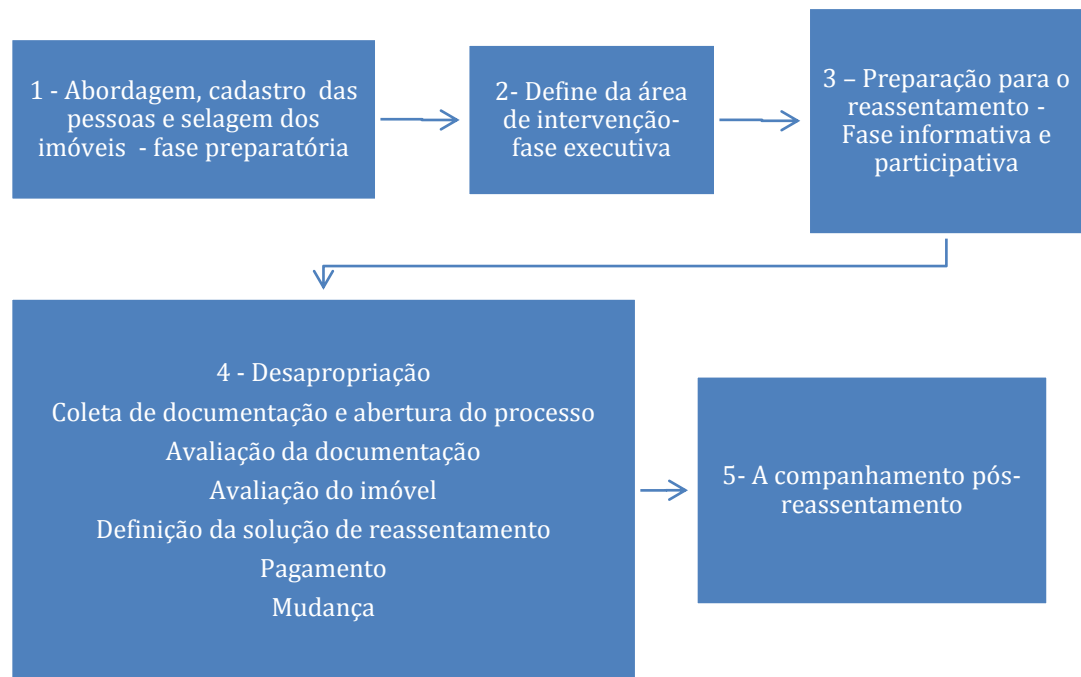 1 - Abordagem, cadastro das
pessoas e selagem dos
imóveis - fase preparatória
2- Define da área
de intervenção-
fase executiva
3 – Preparação para o
reassentamento -
Fase informativa e
participativa
4 - Desapropriação
Coleta de documentação e abertura do processo
Avaliação da documentação
Avaliação do imóvel
Definição da solução de reassentamento
Pagamento
Mudança
5- A companhamento pós-
reassentamento